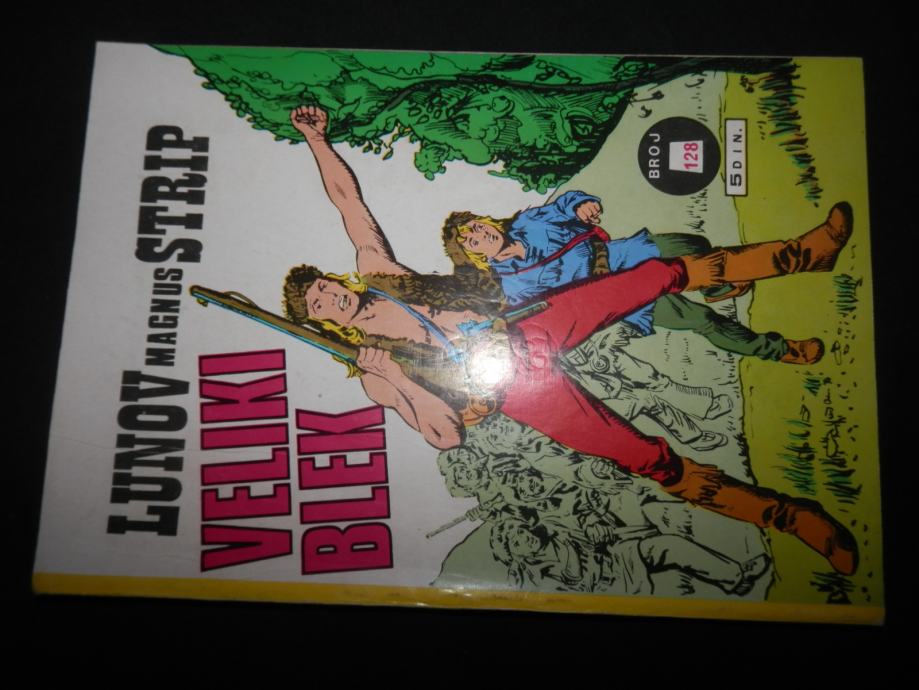 LUNOV MAGNUS STRIP
VELIKI
BLEK
BROJ
128
5 DIN.